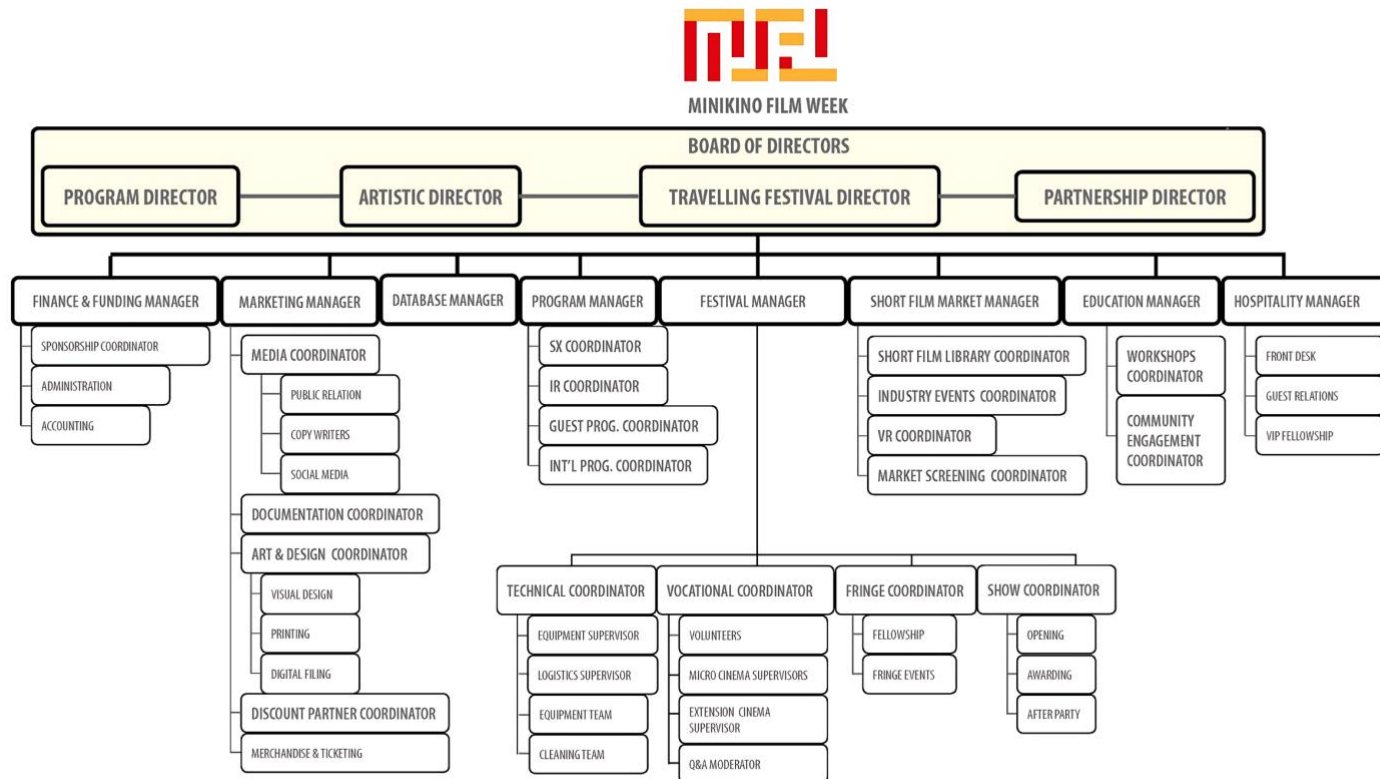 MINIKINO FILM WEEK
BOARD OF DIRECTORS
PROGRAM DIRECTOR
ARTISTIC DIRECTOR
TRAVELLING FESTIVAL DIRECTOR
PARTNERSHIP DIRECTOR
FINANCE & FUNDING MANAGER
SPONSORSHIP COORDINATOR
ADMINISTRATION
ACCOUNTING
MARKETING MANAGER
MEDIA COORDINATOR
PUBLIC RELATION
COPY WRITERS
SOCIAL MEDIA
DOCUMENTATION COORDINATOR
ART & DESIGN COORDINATOR
VISUAL DESIGN
PRINTING
DIGITAL FILING
DISCOUNT PARTNER COORDINATOR
MERCHANDISE & TICKETING
DATABASE MANAGER
PROGRAM MANAGER
SX COORDINATOR
IR COORDINATOR
GUEST PROG. COORDINATOR
INT'L PROG. COORDINATOR
FESTIVAL MANAGER
TECHNICAL COORDINATOR
EQUIPMENT SUPERVISOR
LOGISTICS SUPERVISOR
EQUIPMENT TEAM
CLEANING TEAM
VOCATIONAL COORDINATOR
VOLUNTEERS
MICRO CINEMA SUPERVISORS
EXTENSION CINEMA
SUPERVISOR
Q&A MODERATOR
FRINGE COORDINATOR
FELLOWSHIP
FRINGE EVENTS
SHOW COORDINATOR
OPENING
AWARDING
AFTER PARTY
SHORT FILM MARKET MANAGER
SHORT FILM LIBRARY COORDINATOR
INDUSTRY EVENTS COORDINATOR
VR COORDINATOR
MARKET SCREENING COORDINATOR
EDUCATION MANAGER
WORKSHOPS
COORDINATOR
COMMUNITY
ENGAGEMENT
COORDINATOR
HOSPITALITY MANAGER
FRONT DESK
GUEST RELATIONS
VIP FELLOWSHIP